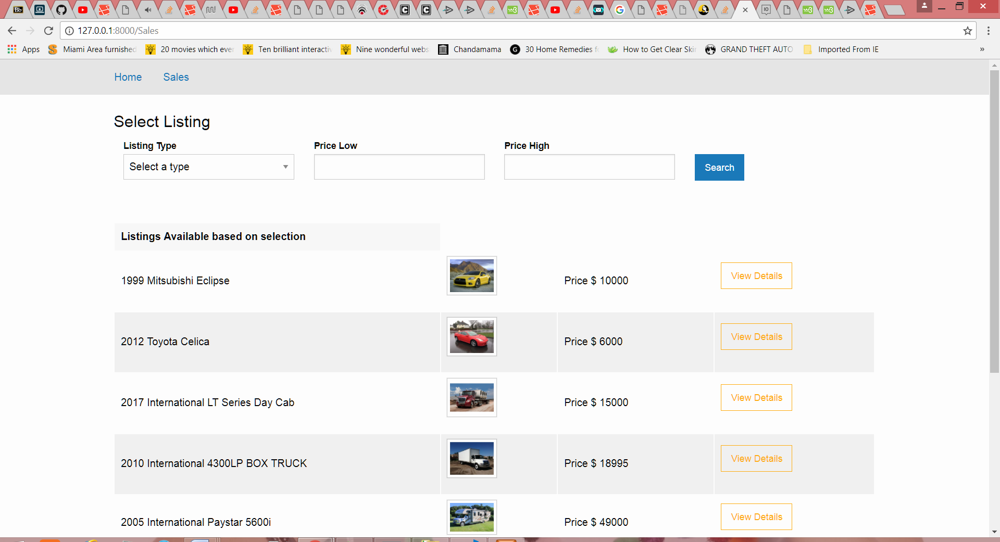 127.0.0.1:8000/Sales
Apps
Miami Area furnished
20 movies which ever
Ten brilliant interactiv
Nine wonderful webs
Chandamama
30 Home Remedies fo
How to Get Clear Skin
GRAND THEFT AUTO
Imported From IE
»
Home Sales
Select Listing
Listing Type Price Low Price High
Select a type
Search
Listings Available based on selection
1999 Mitsubishi Eclipse Price $ 10000 View Details
2012 Toyota Celica Price $ 6000 View Details
2017 International LT Series Day Cab Price $ 15000 View Details
2010 International 4300LP BOX TRUCK Price $ 18995 View Details
2005 International Paystar 5600i Price $ 49000 View Details